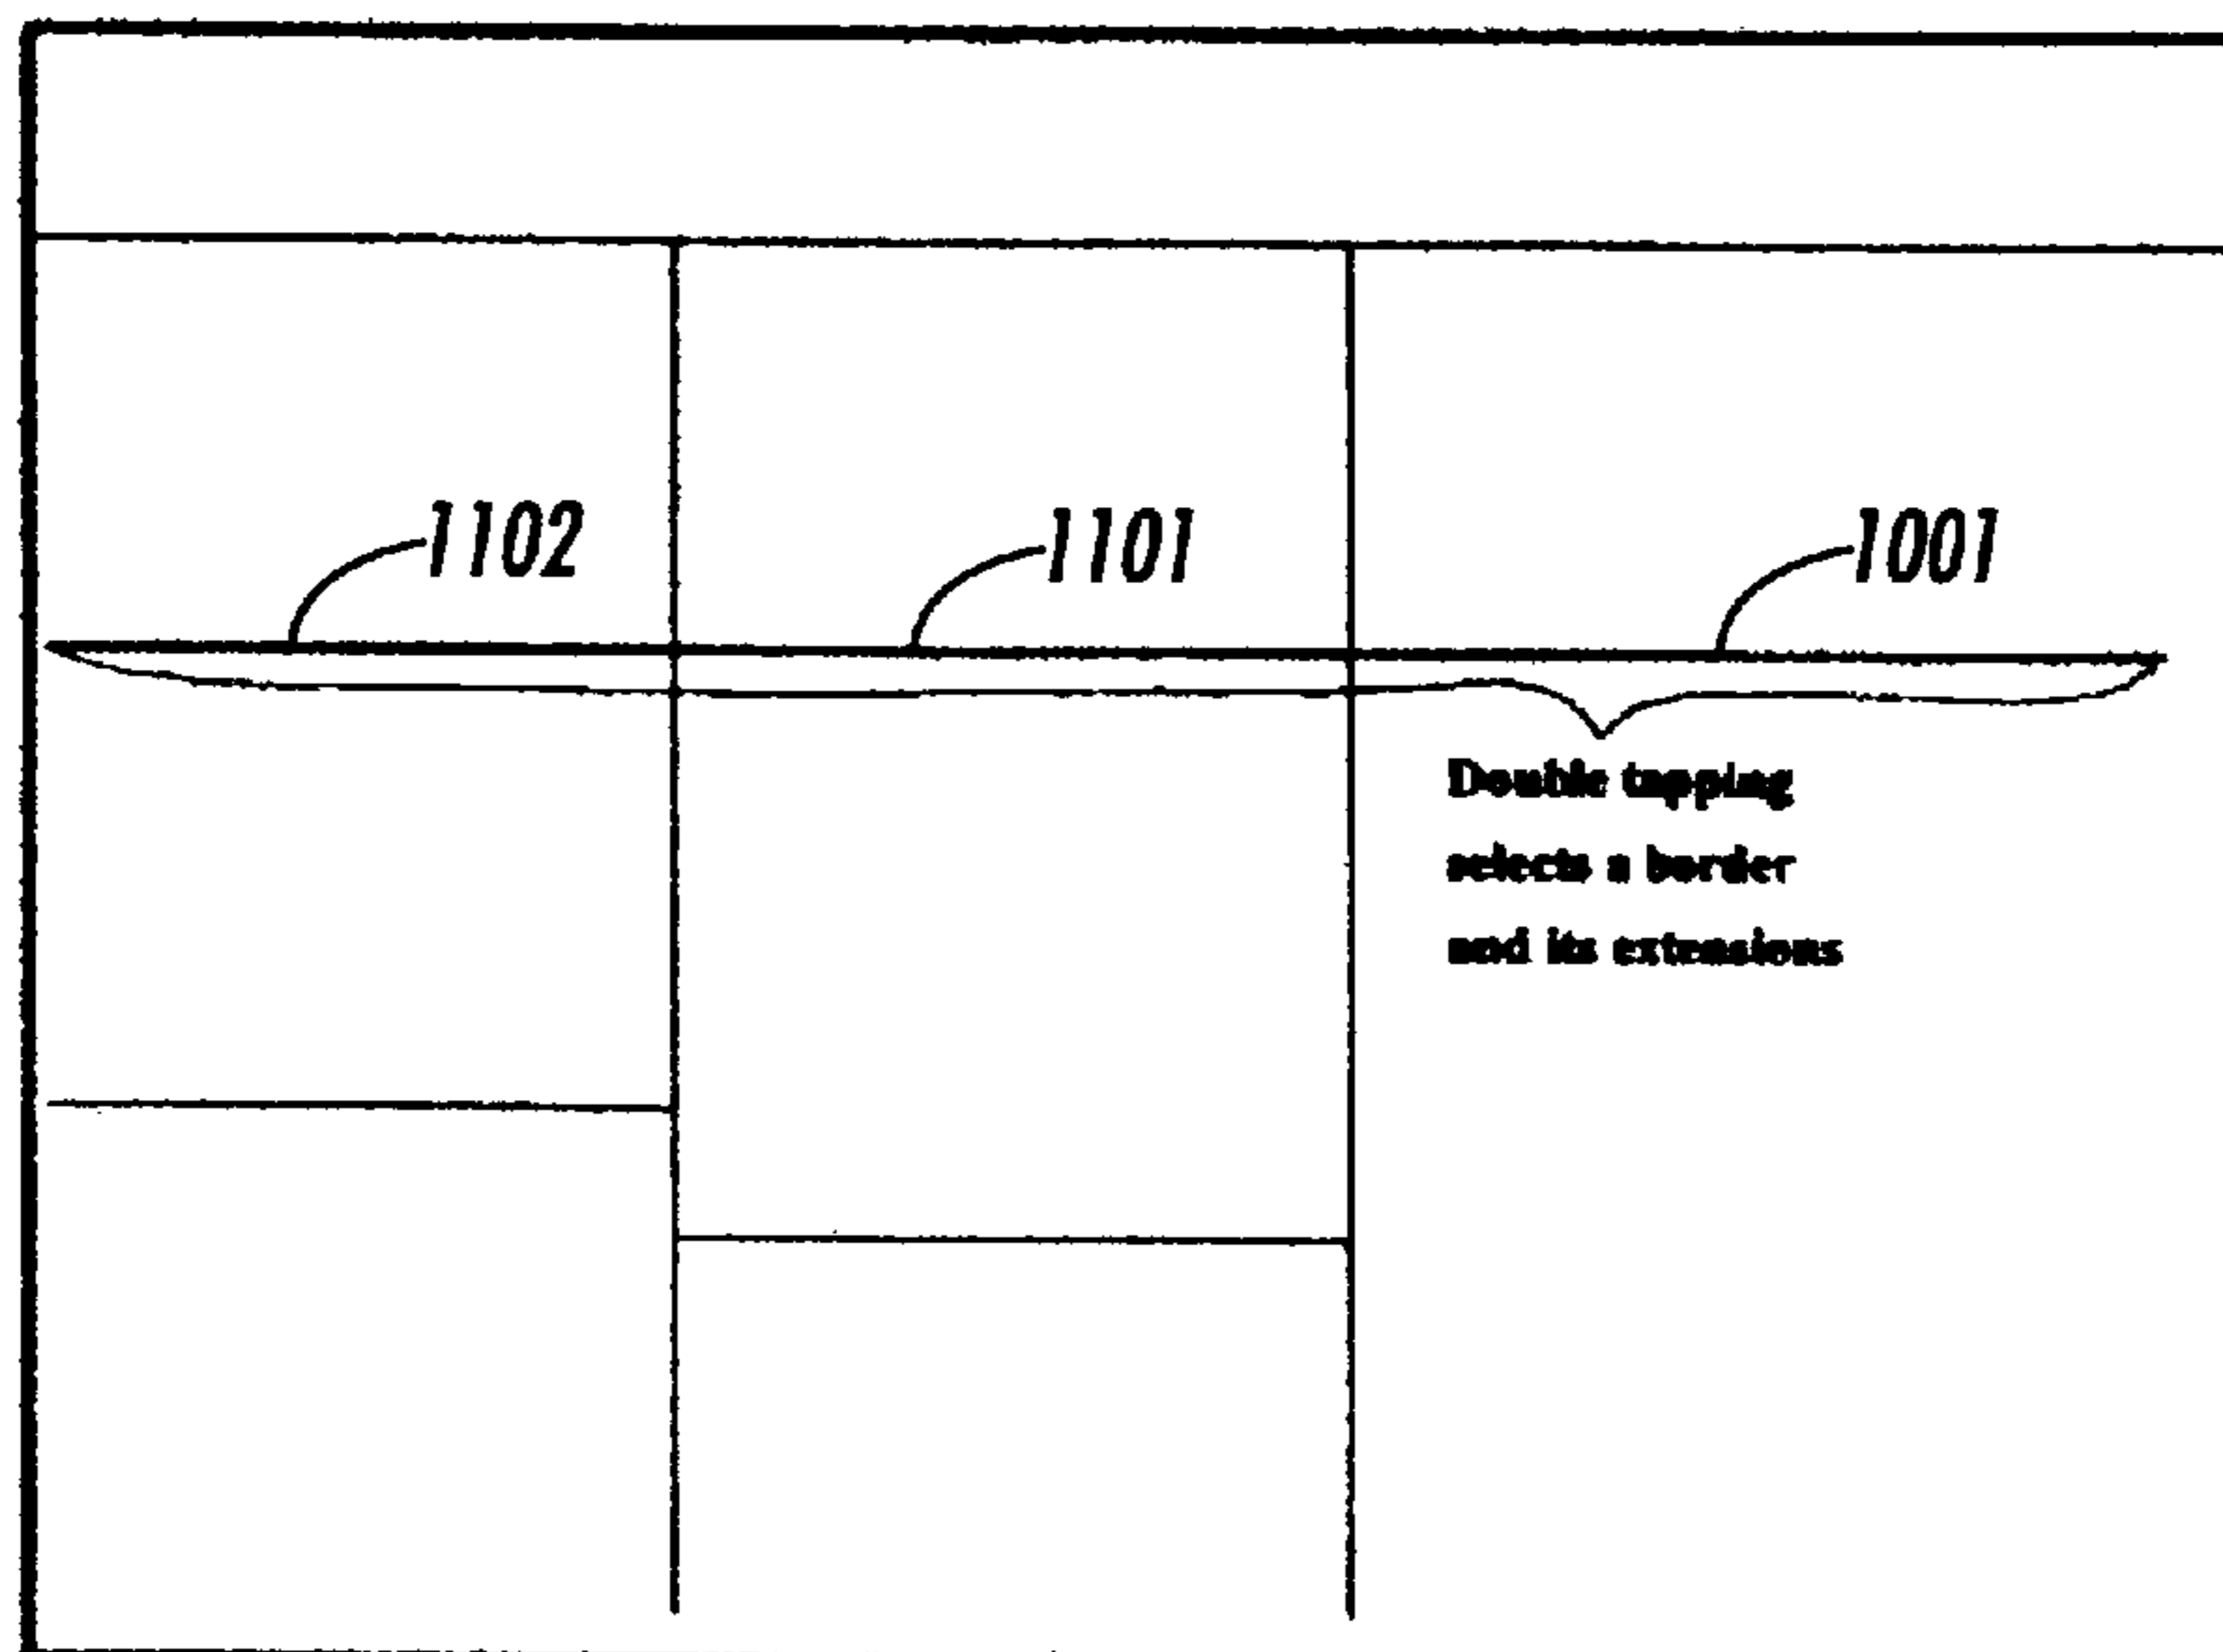 1102
1101
1001
Double tapping
selects a border
and its extensions